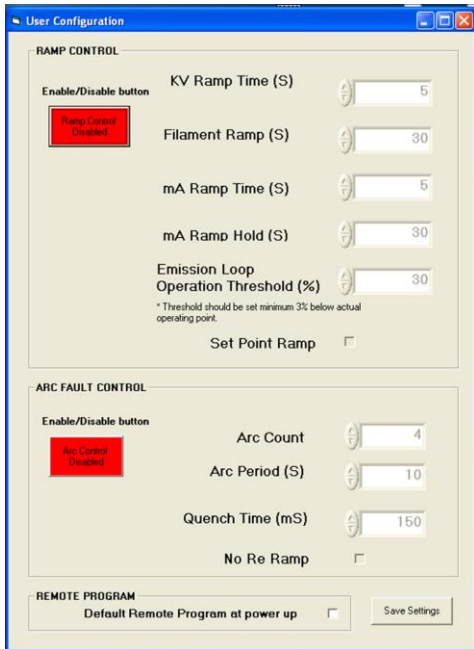 User Configuration
RAMP CONTROL
Enable/Disable button
Ramp Control
Disabled
KV Ramp Time (S)
5
Filament Ramp (S)
30
mA Ramp Time (S)
5
mA Ramp Hold (S)
30
Emission Loop
Operation Threshold (%)
30
* Threshold should be set minimum 3% below actual
operating point.
Set Point Ramp
ARC FAULT CONTROL
Enable/Disable button
Arc Control
Disabled
Arc Count
4
Arc Period (S)
10
Quench Time (mS)
150
No Re Ramp
REMOTE PROGRAM
Default Remote Program at power up
Save Settings